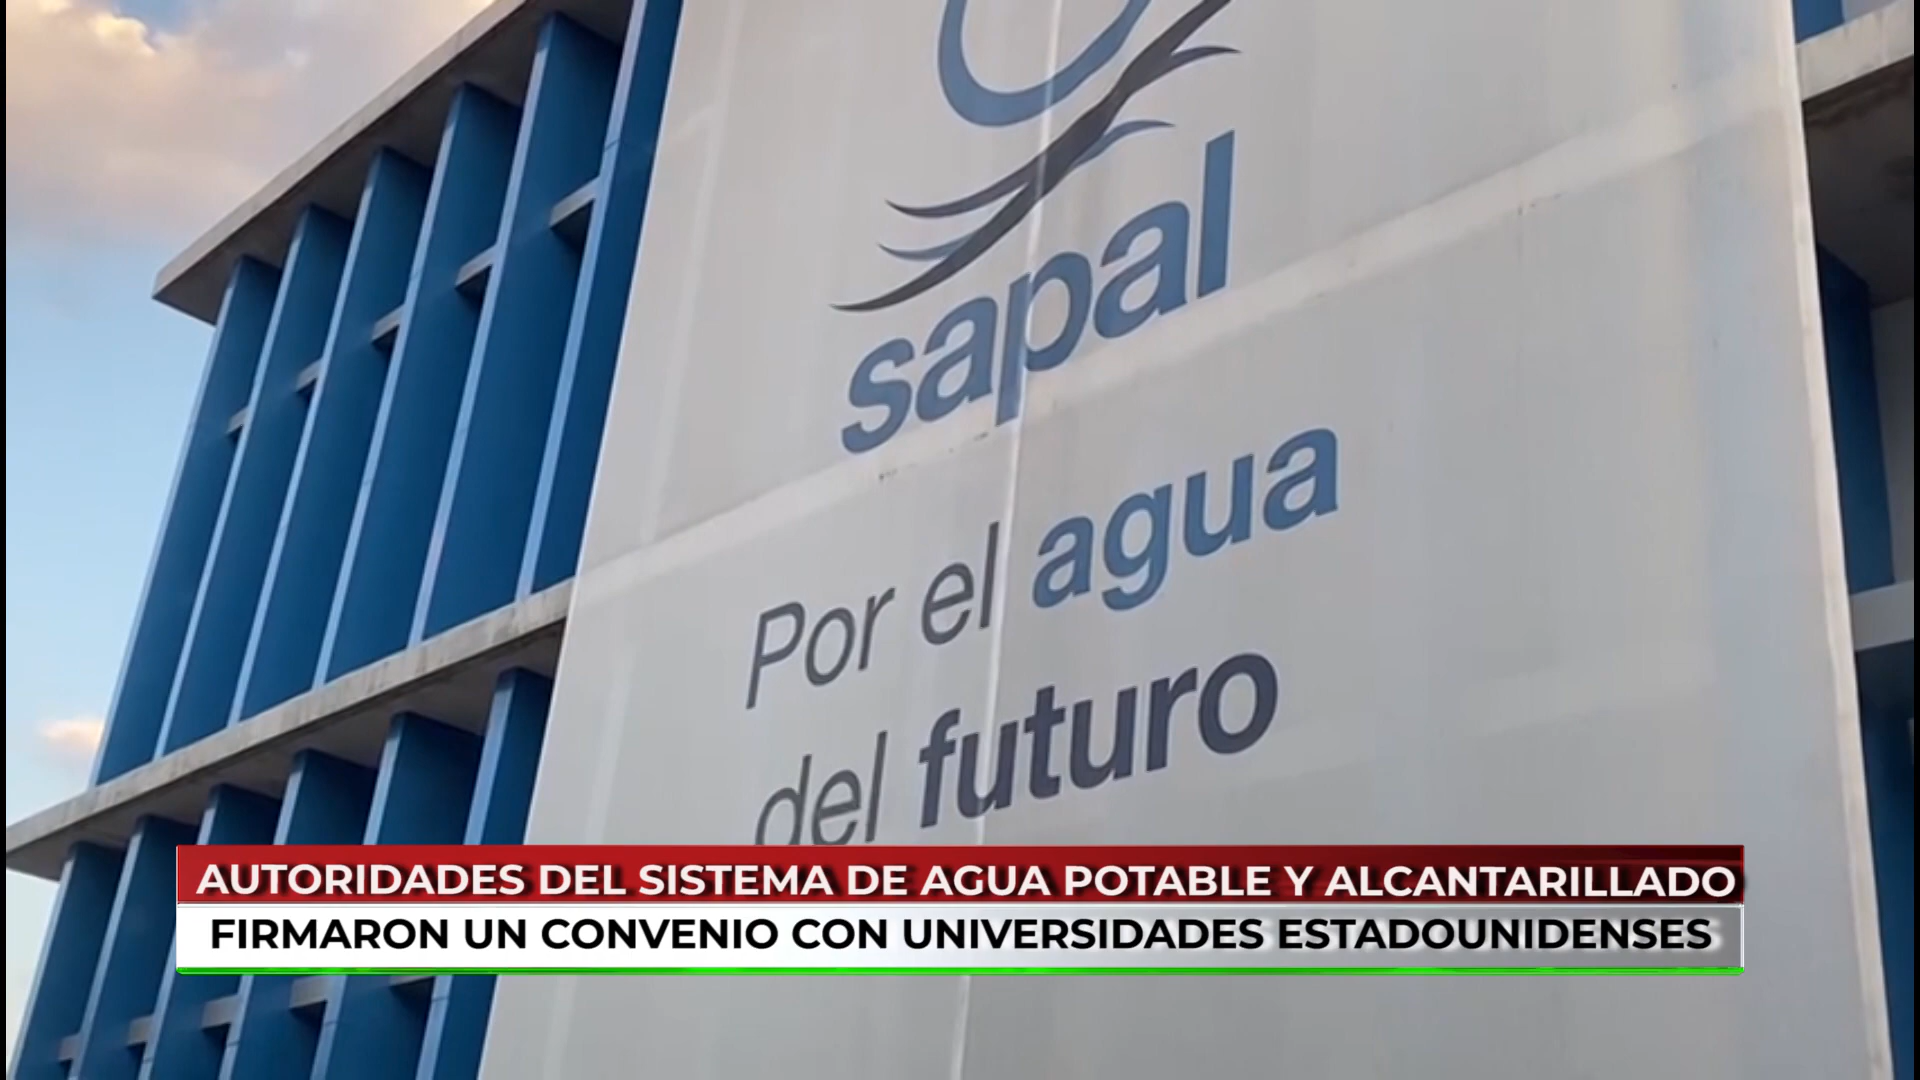 sapal
Por el agua
del futuro
AUTORIDADES DEL SISTEMA DE AGUA POTABLE Y ALCANTARILLADO
FIRMARON UN CONVENIO CON UNIVERSIDADES ESTADOUNIDENSES